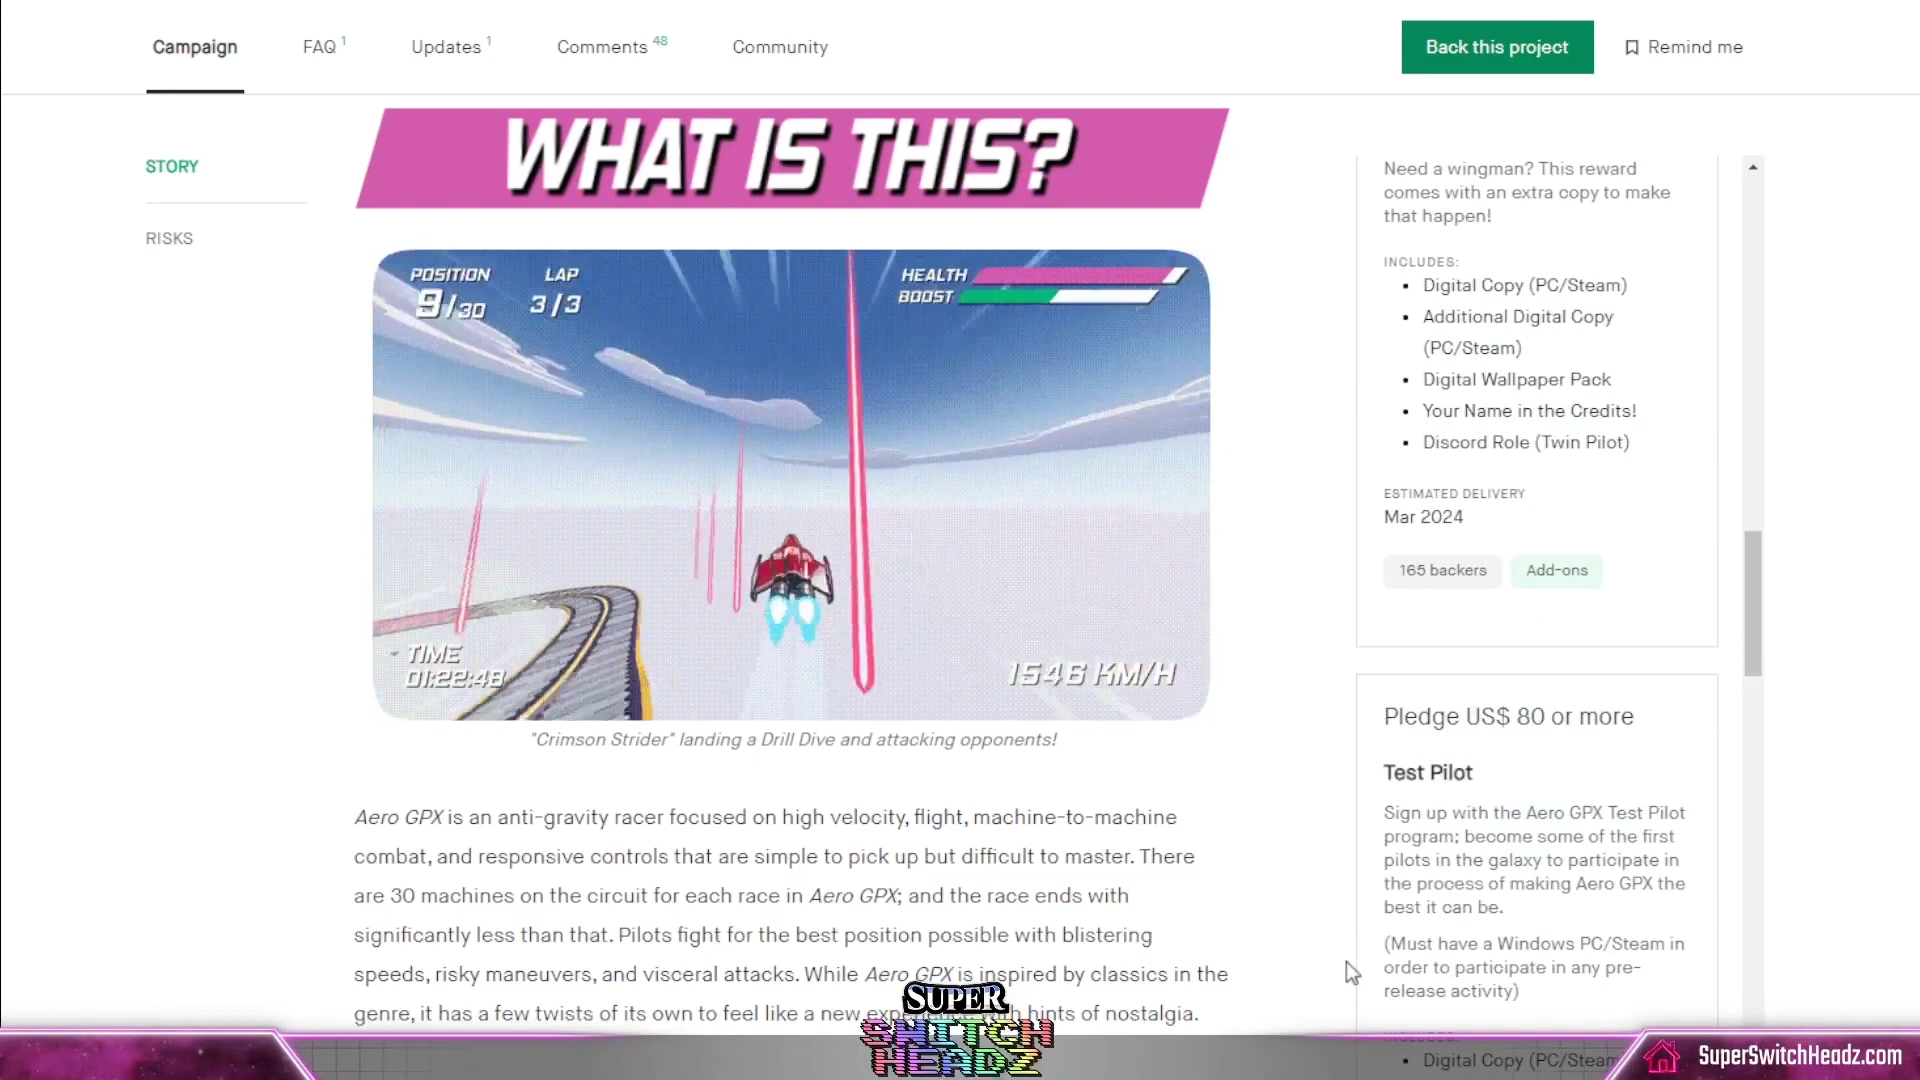 Campaign
FAQ 1
Updates 1
Comments 48
Community
Back this project
Remind me
STORY
RISKS
WHAT IS THIS?
POSITION
9/30
LAP
3/3
HEALTH
BOOST
TIME
01:22:48
1546 KM/H
"Crimson Strider" landing a Drill Dive and attacking opponents!
Aero GPX is an anti-gravity racer focused on high velocity, flight, machine-to-machine
combat, and responsive controls that are simple to pick up but difficult to master. There
are 30 machines on the circuit for each race in Aero GPX; and the race ends with
significantly less than that. Pilots fight for the best position possible with blistering
speeds, risky maneuvers, and visceral attacks. While Aero GPX is inspired by classics in the
genre, it has a few twists of its own to feel like a new experience with hints of nostalgia.
Need a wingman? This reward
comes with an extra copy to make
that happen!
INCLUDES:
• Digital Copy (PC/Steam)
• Additional Digital Copy
(PC/Steam)
• Digital Wallpaper Pack
• Your Name in the Credits!
• Discord Role (Twin Pilot)
ESTIMATED DELIVERY
Mar 2024
165 backers
Add-ons
Pledge US$ 80 or more
Test Pilot
Sign up with the Aero GPX Test Pilot
program; become some of the first
pilots in the galaxy to participate in
the process of making Aero GPX the
best it can be.
(Must have a Windows PC/Steam in
order to participate in any pre-
release activity)
INCLUDES:
• Digital Copy (PC/Steam
SUPER
SWITCH
HEADZ
SuperSwitchHeadz.com